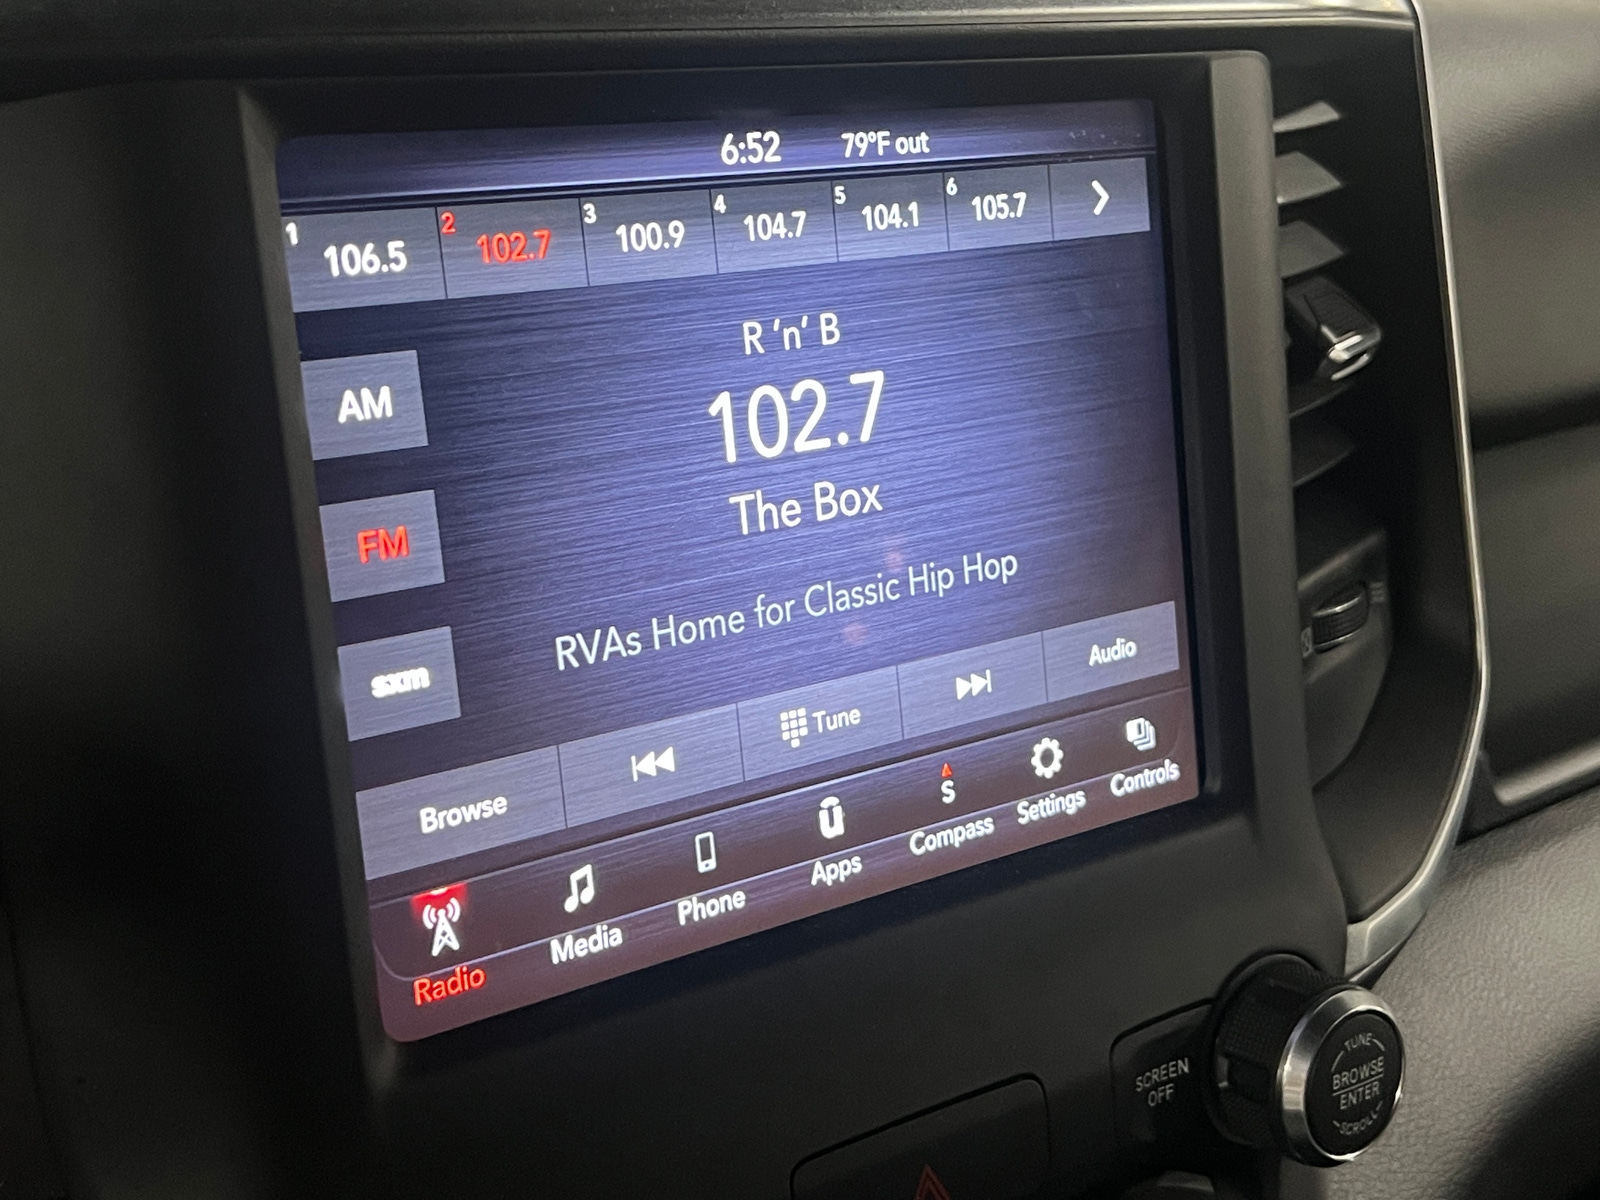 6:52 79°F out
1 106.5 2 102.7 3 100.9 4 104.7 5 104.1 6 105.7
R 'n' B
AM
102.7
The Box
FM
RVAs Home for Classic Hip Hop
sxm
Browse Tune Audio
S
Radio Media Phone Apps Compass Settings Controls
SCREEN
OFF
TUNE
BROWSE
ENTER
SCROLL